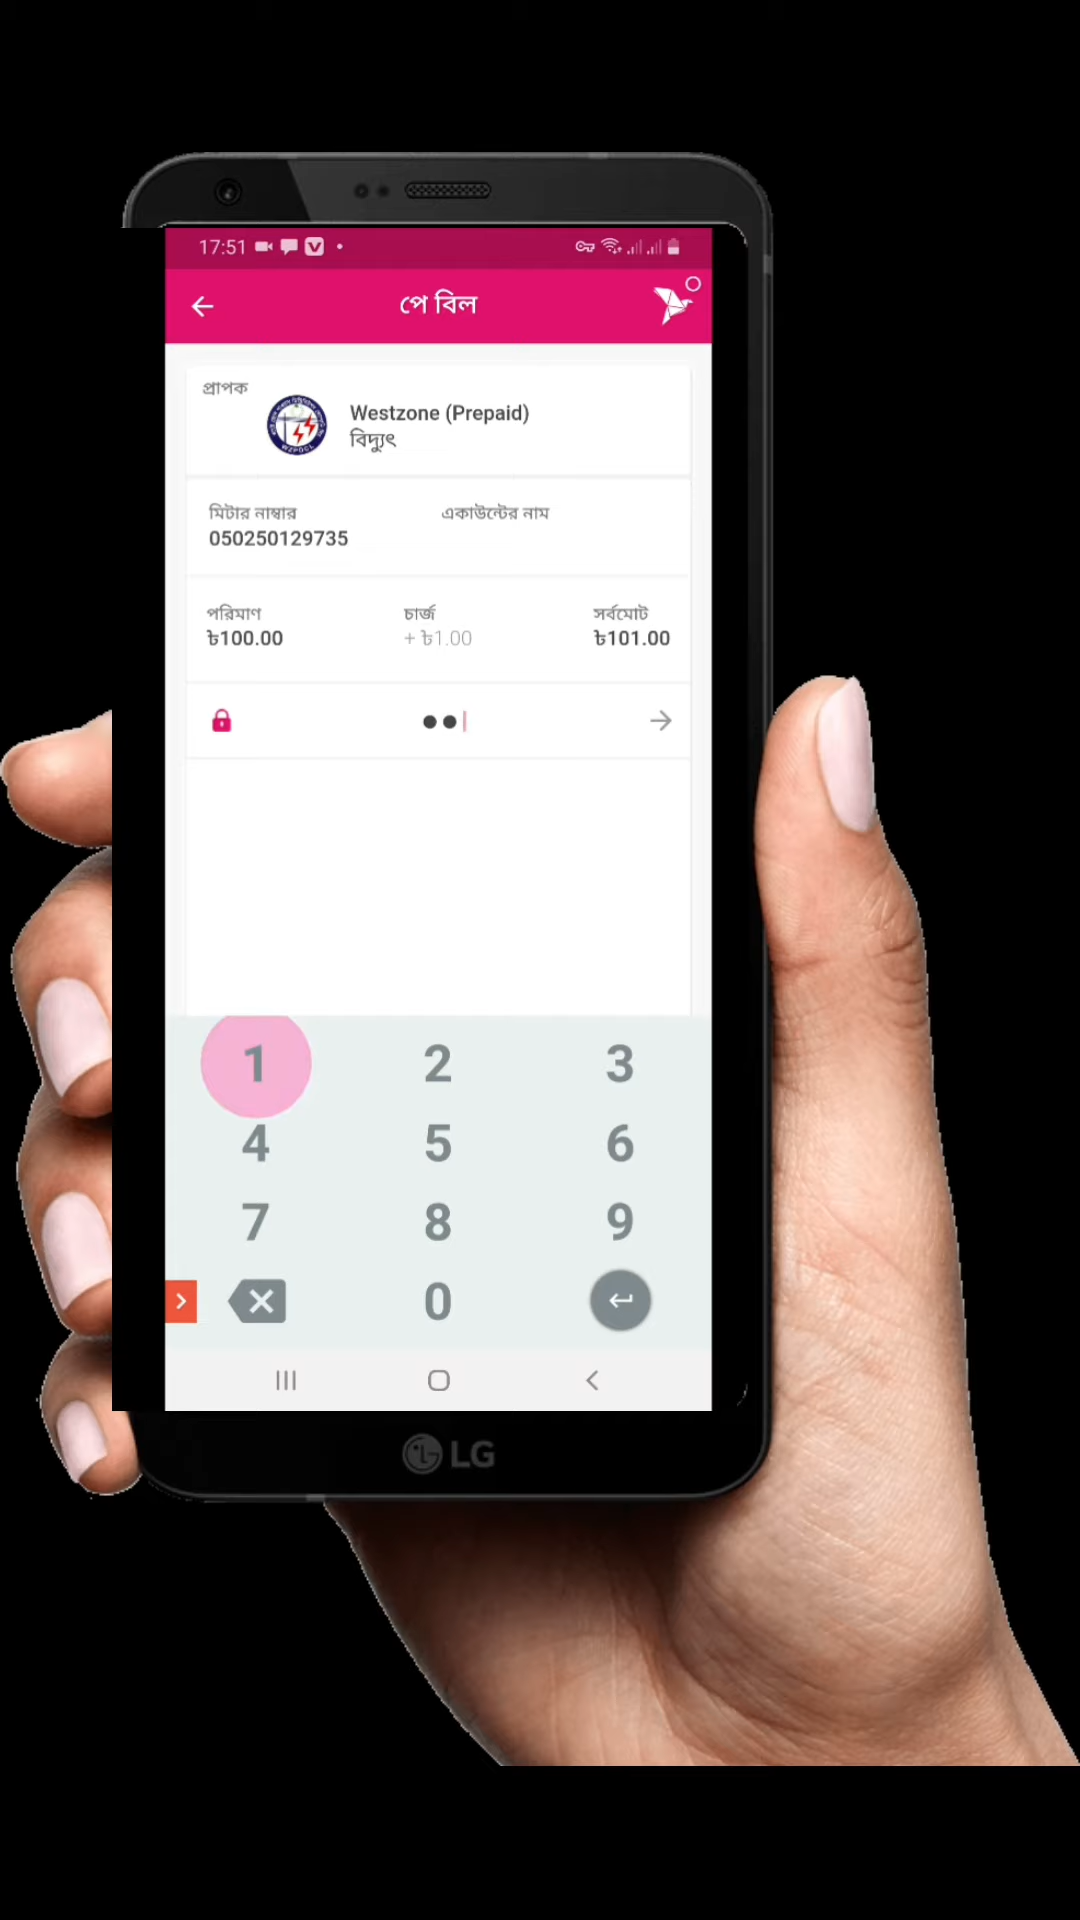 17:51
পে বিল
প্রাপক
Westzone (Prepaid)
বিদ্যুৎ
মিটার নাম্বার
একাউন্টের নাম
050250129735
পরিমাণ
চার্জ
সর্বমোট
৳100.00
+ ৳1.00
৳101.00
1 2 3
4 5 6
7 8 9
0
LG